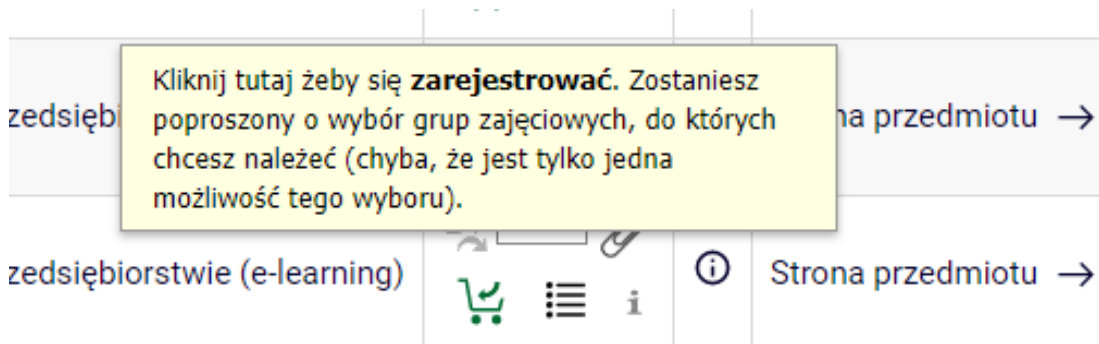 Kliknij tutaj żeby się zarejestrować. Zostaniesz
poproszony o wybór grup zajęciowych, do których
chcesz należeć (chyba, że jest tylko jedna
możliwość tego wyboru).
zedsiębi
na przedmiotu →
zedsiębiorstwie (e-learning)
Strona przedmiotu →